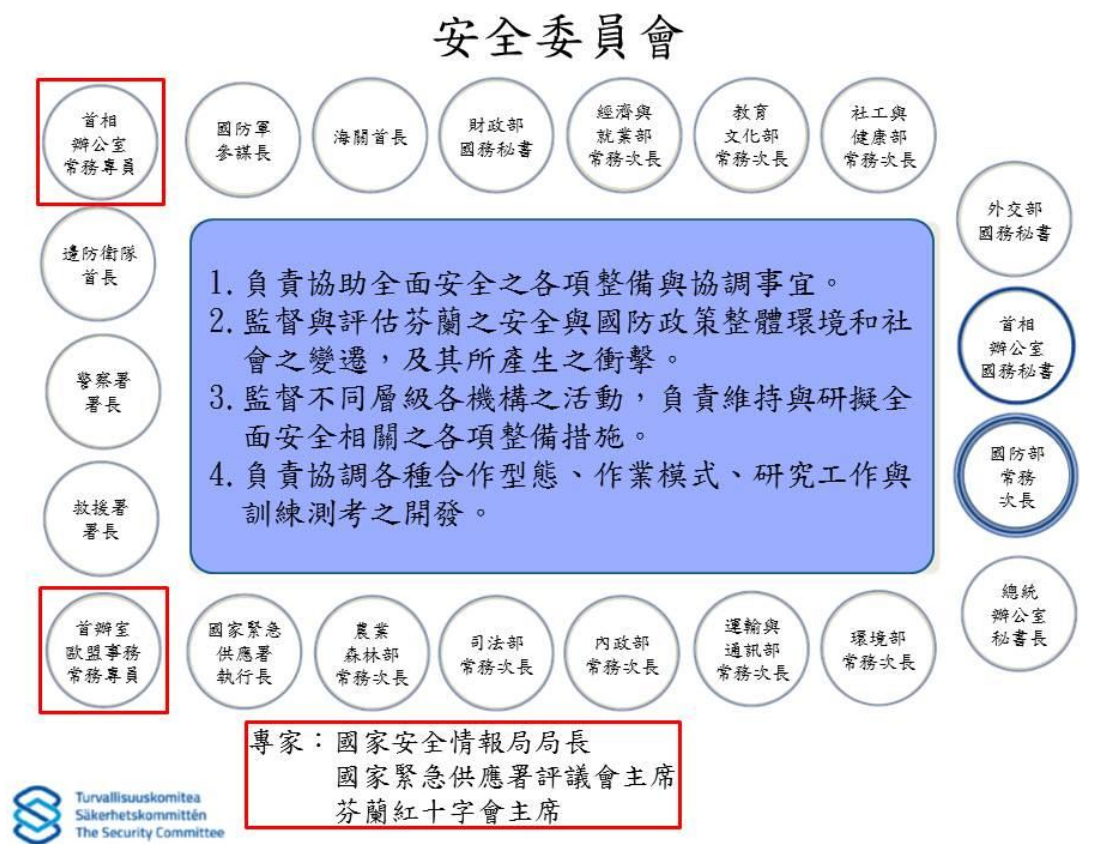 安全委員會
首相
辦公室
常務專員
國防軍
參謀長
海關首長
財政部
國務秘書
經濟與
就業部
常務次長
教育
文化部
常務次長
社工與
健康部
常務次長
外交部
國務秘書
首相
辦公室
國務秘書
國防部
常務
次長
總統
辦公室
秘書長
邊防衛隊
首長
警察署
署長
救援署
署長
1.負責協助全面安全之各項整備與協調事宜。
2.監督與評估芬蘭之安全與國防政策整體環境和社
會之變遷，及其所產生之衝擊。
3.監督不同層級各機構之活動，負責維持與研擬全
面安全相關之各項整備措施。
4.負責協調各種合作型態、作業模式、研究工作與
訓練測考之開發。
首辦室
歐盟事務
常務專員
國家緊急
供應署
執行長
農業
森林部
常務次長
司法部
常務次長
內政部
常務次長
運輸與
通訊部
常務次長
環境部
常務次長
專家：國家安全情報局局長
國家緊急供應署評議會主席
芬蘭紅十字會主席
Turvallisuuskomitea
Säkerhetskommittén
The Security Committee